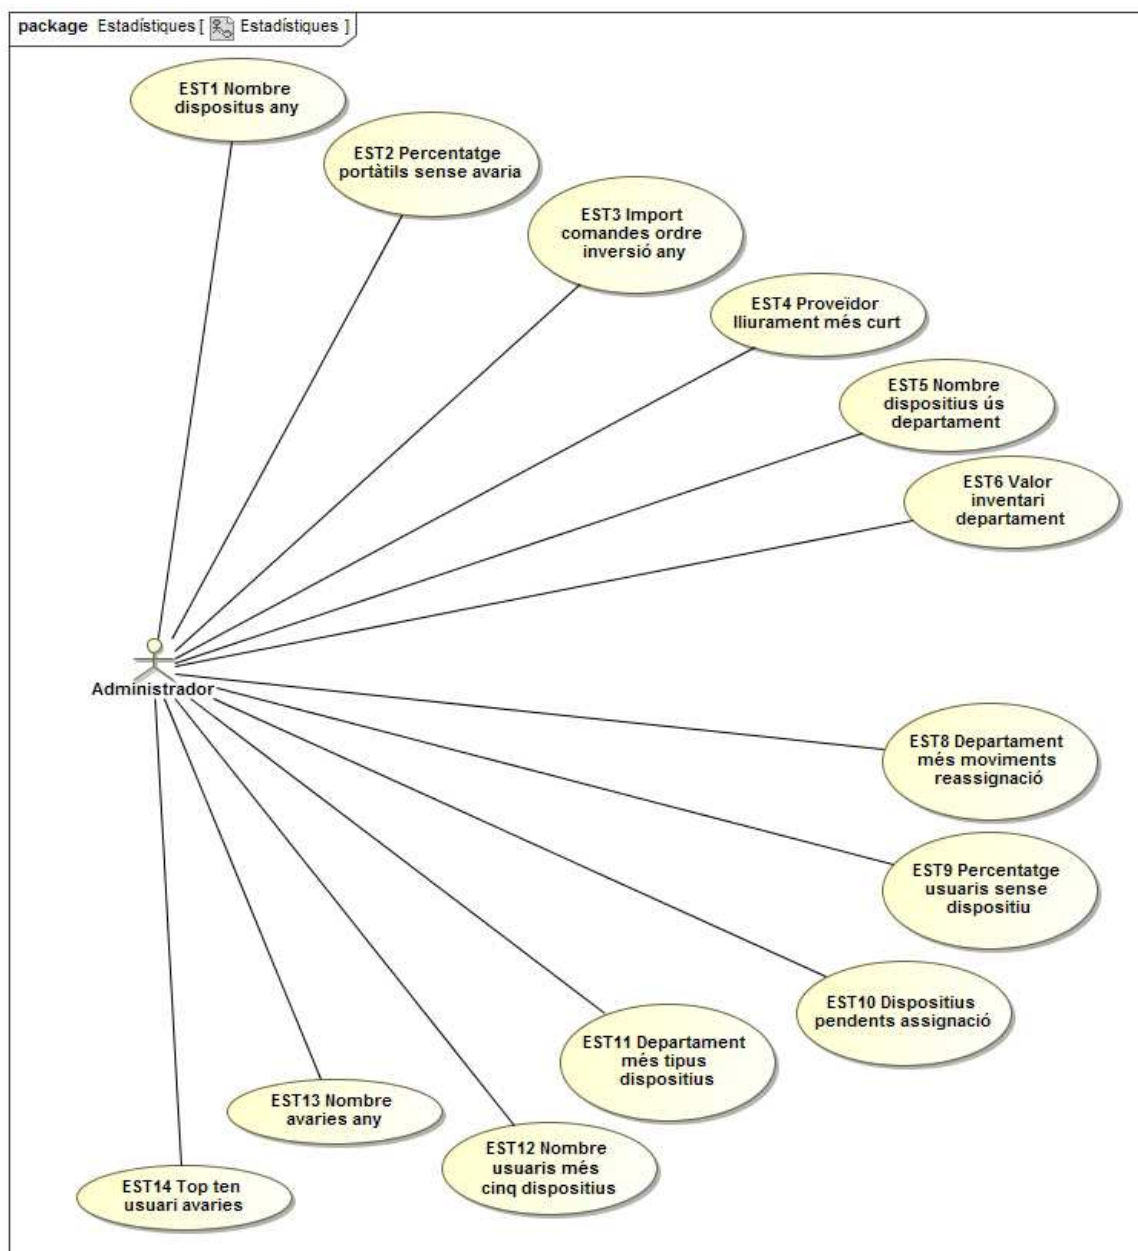 package Estadístiques [ Estadístiques ]
EST1 Nombre
dispositus any
EST2 Percentatge
portàtils sense avaria
EST3 Import
comandes ordre
inversió any
EST4 Proveïdor
lliurament més curt
EST5 Nombre
dispositius ús
departament
EST6 Valor
inventari
departament
Administrador
EST8 Departament
més moviments
reassignació
EST9 Percentatge
usuaris sense
dispositiu
EST10 Dispositius
pendents assignació
EST11 Departament
més tipus
dispositius
EST13 Nombre
avaries any
EST12 Nombre
usuaris més
cinq dispositius
EST14 Top ten
usuari avaries